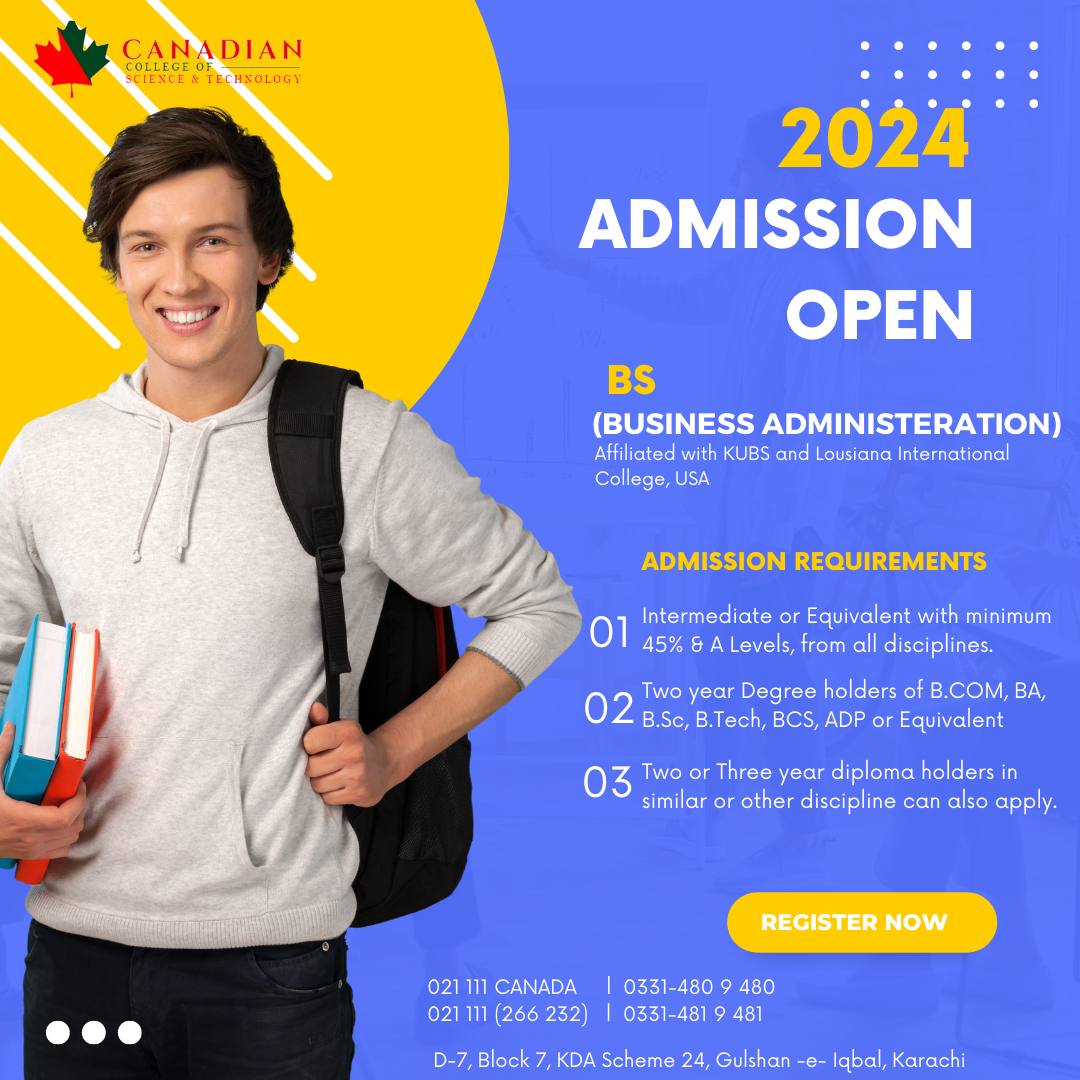 CANADIAN
COLLEGE OF
SCIENCE & TECHNOLOGY
2024
ADMISSION
OPEN
BS
(BUSINESS ADMINISTERATION)
Affiliated with KUBS and Lousiana International
College, USA
ADMISSION REQUIREMENTS
01 Intermediate or Equivalent with minimum
45% & A Levels, from all disciplines.
02 Two year Degree holders of B.COM, BA,
B.Sc, B.Tech, BCS, ADP or Equivalent
03 Two or Three year diploma holders in
similar or other discipline can also apply.
REGISTER NOW
021 111 CANADA | 0331-480 9 480
021 111 (266 232) | 0331-481 9 481
D-7, Block 7, KDA Scheme 24, Gulshan -e- Iqbal, Karachi